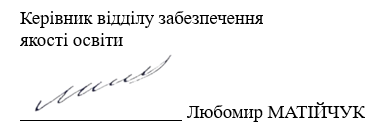 Керівник відділу забезпечення
якості освіти
Любомир МАТІЙЧУК